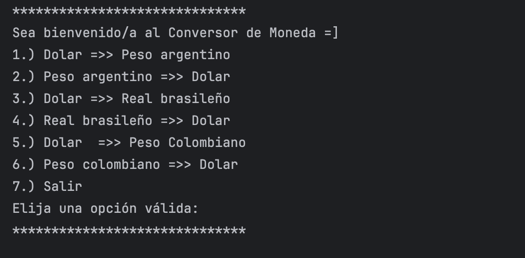 ******************************
Sea bienvenido/a al Conversor de Moneda =]
1.) Dolar =>> Peso argentino
2.) Peso argentino =>> Dolar
3.) Dolar =>> Real brasileño
4.) Real brasileño =>> Dolar
5.) Dolar  =>> Peso Colombiano
6.) Peso colombiano =>> Dolar
7.) Salir
Elija una opción válida:
******************************